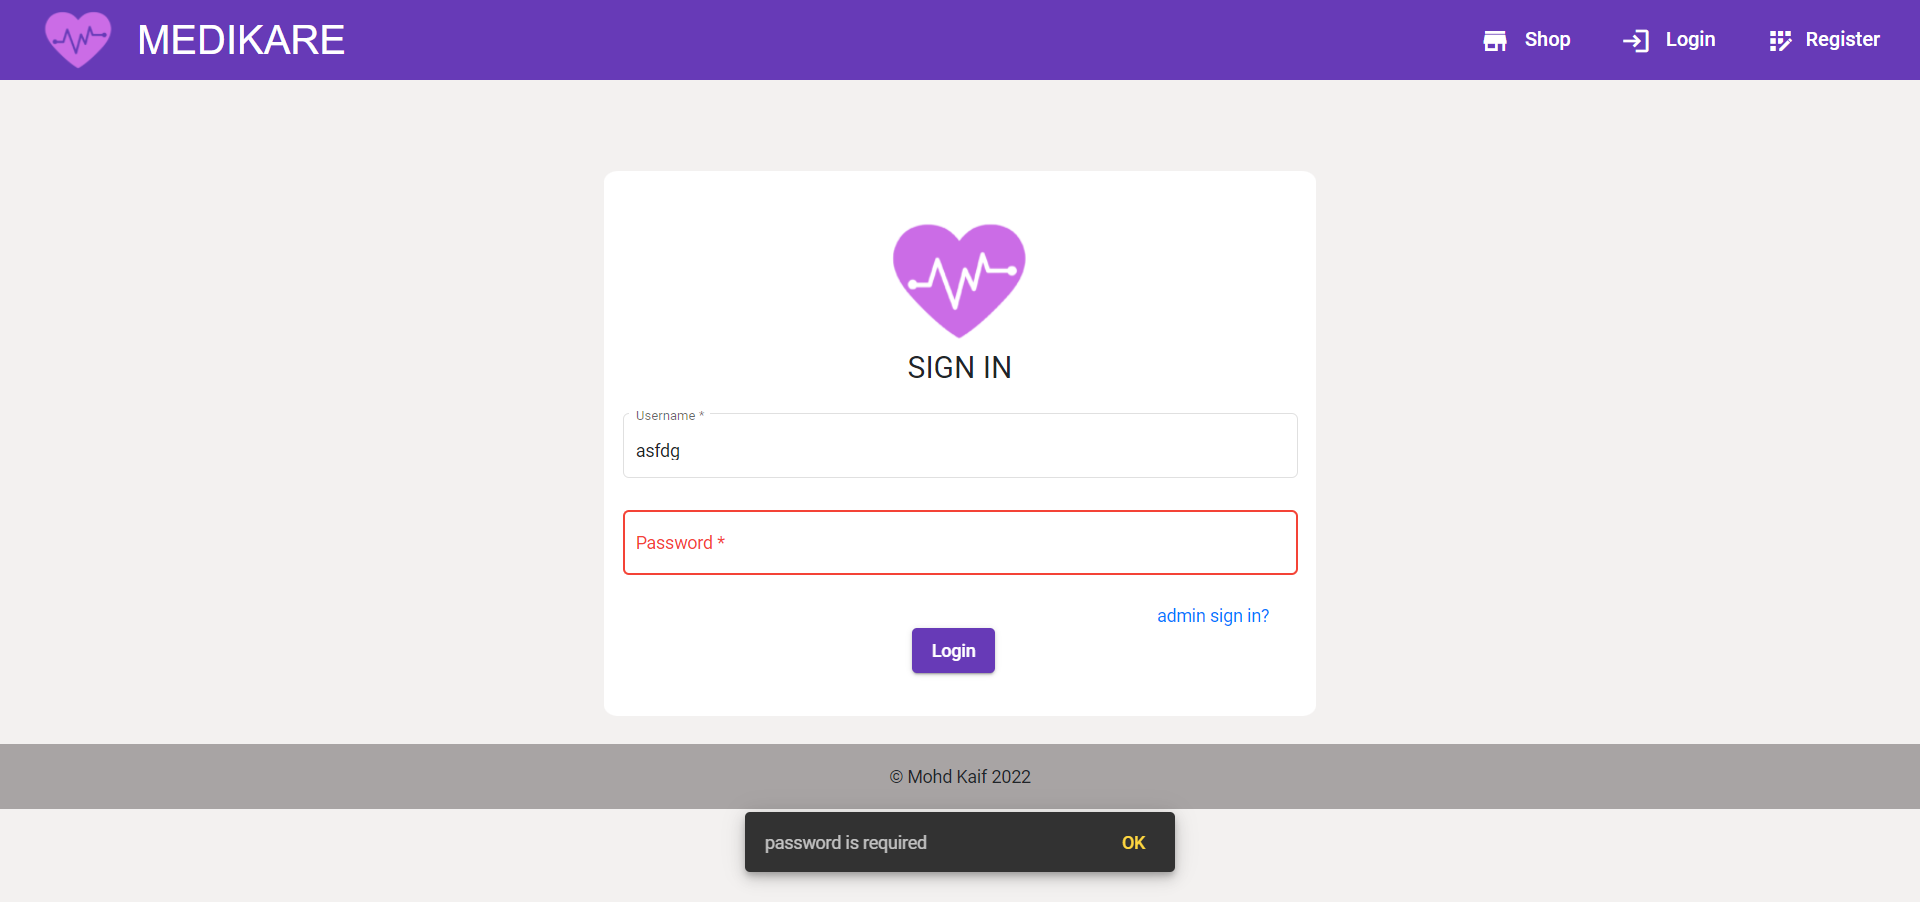 MEDIKARE
Shop
Login
Register
SIGN IN
Username *
asfdg
Password *
admin sign in?
Login
© Mohd Kaif 2022
password is required
OK